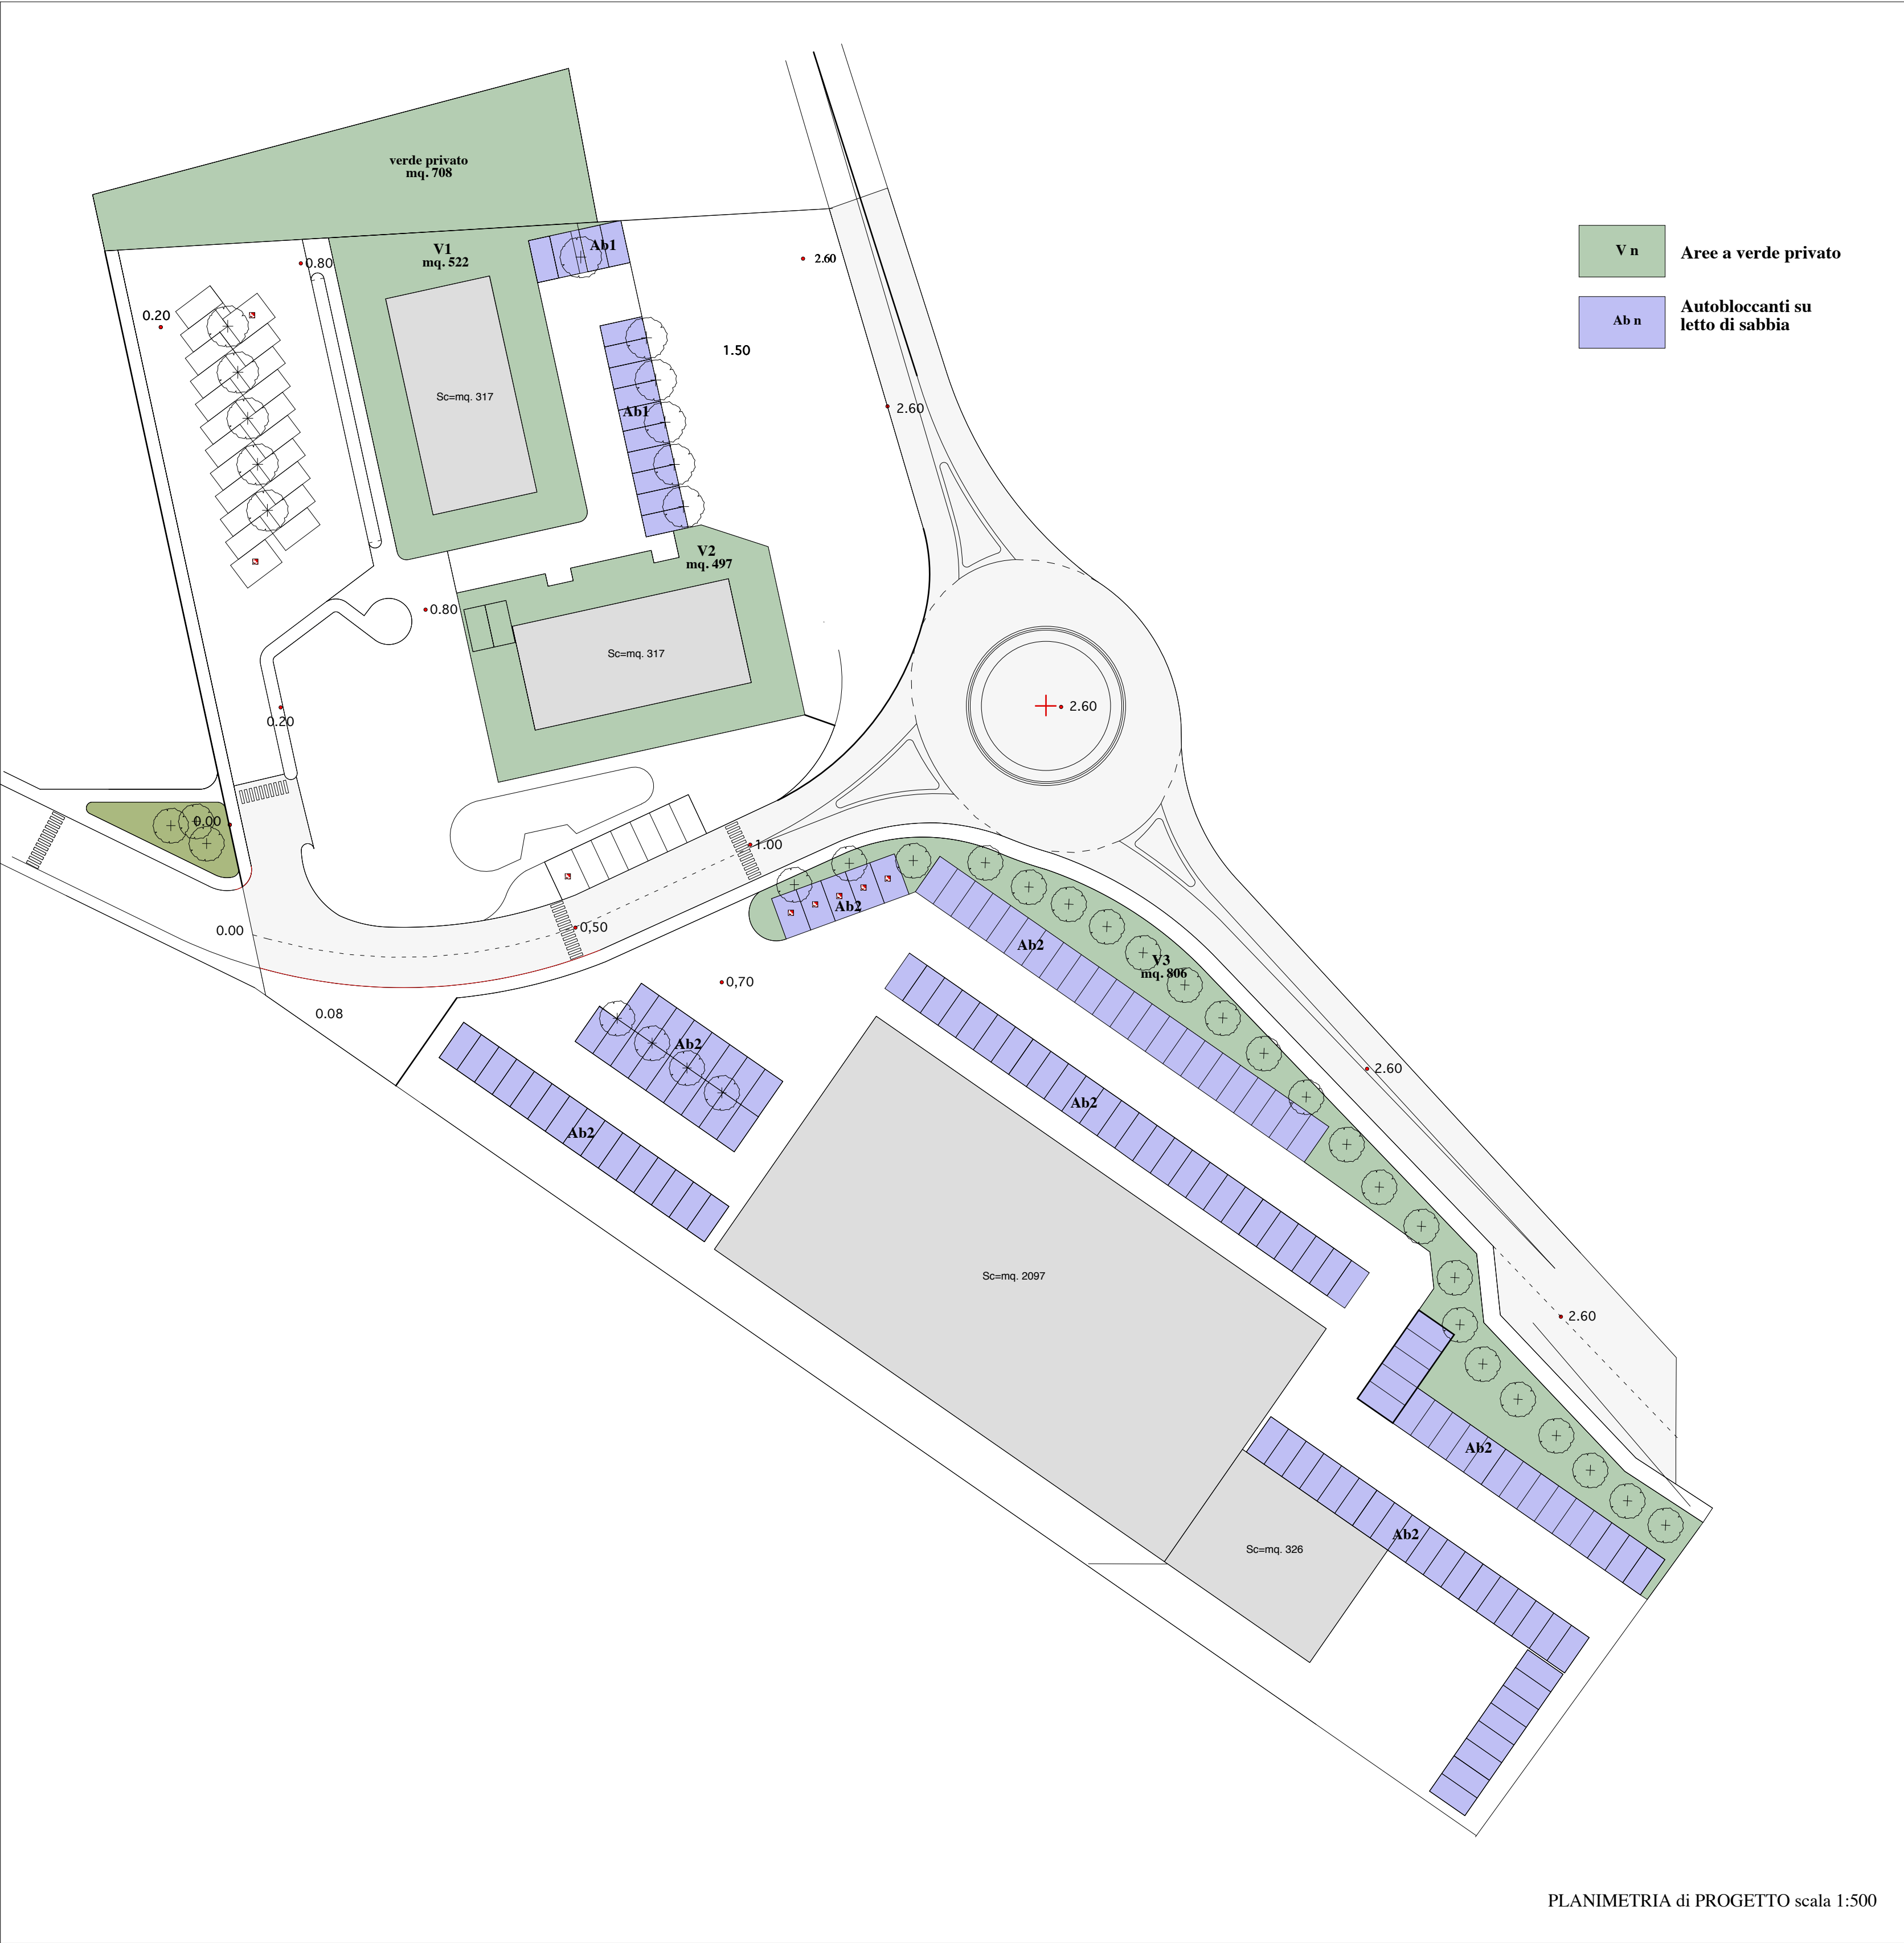 verde privato
mq. 708
V1
mq. 522
Ab1
0.80
2.60
0.20
1.50
Sc=mq. 317
Ab1
2.60
V n
Aree a verde privato
Ab n
Autobloccanti su
letto di sabbia
V2
mq. 497
0.80
Sc=mq. 317
0.20
2.60
0.00
1.00
0.00
0,50
Ab2
Ab2
V3
mq. 806
0,70
0.08
Ab2
Ab2
Ab2
2.60
Sc=mq. 2097
2.60
Ab2
Ab2
Sc=mq. 326
PLANIMETRIA di PROGETTO scala 1:500